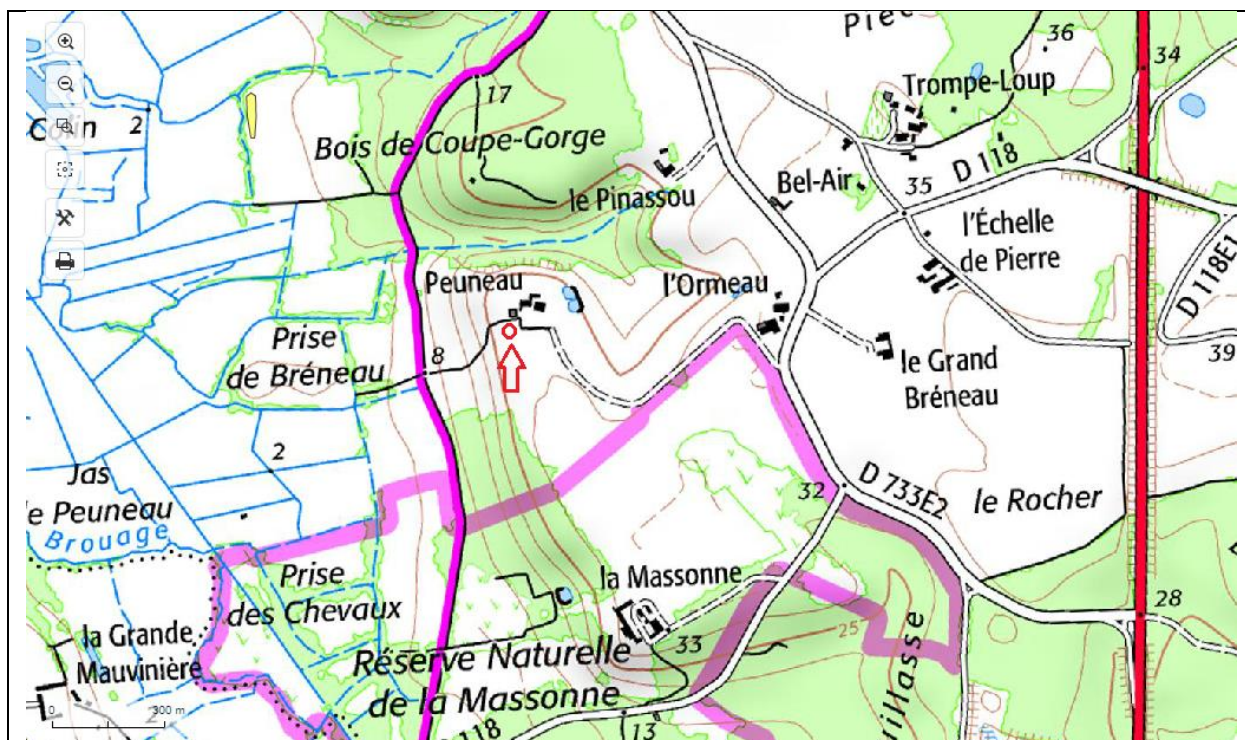 36
34
Trompe-Loup
Colin
2
17
Bois de Coupe-Gorge
le Pinassou
Bel-Air
35
D 118
l'Échelle
de Pierre
D 118E1
39
Peuneau
l'Ormeau
Prise
de Bréneau
8
le Grand
Bréneau
2
Jas
e Peuneau
Brouage
32
D 733E2
le Rocher
Prise
des Chevaux
la Massonne
28
la Grande
Mauvinière
33
25
Réserve Naturelle
de la Massonne
2
0
300 m
118
13